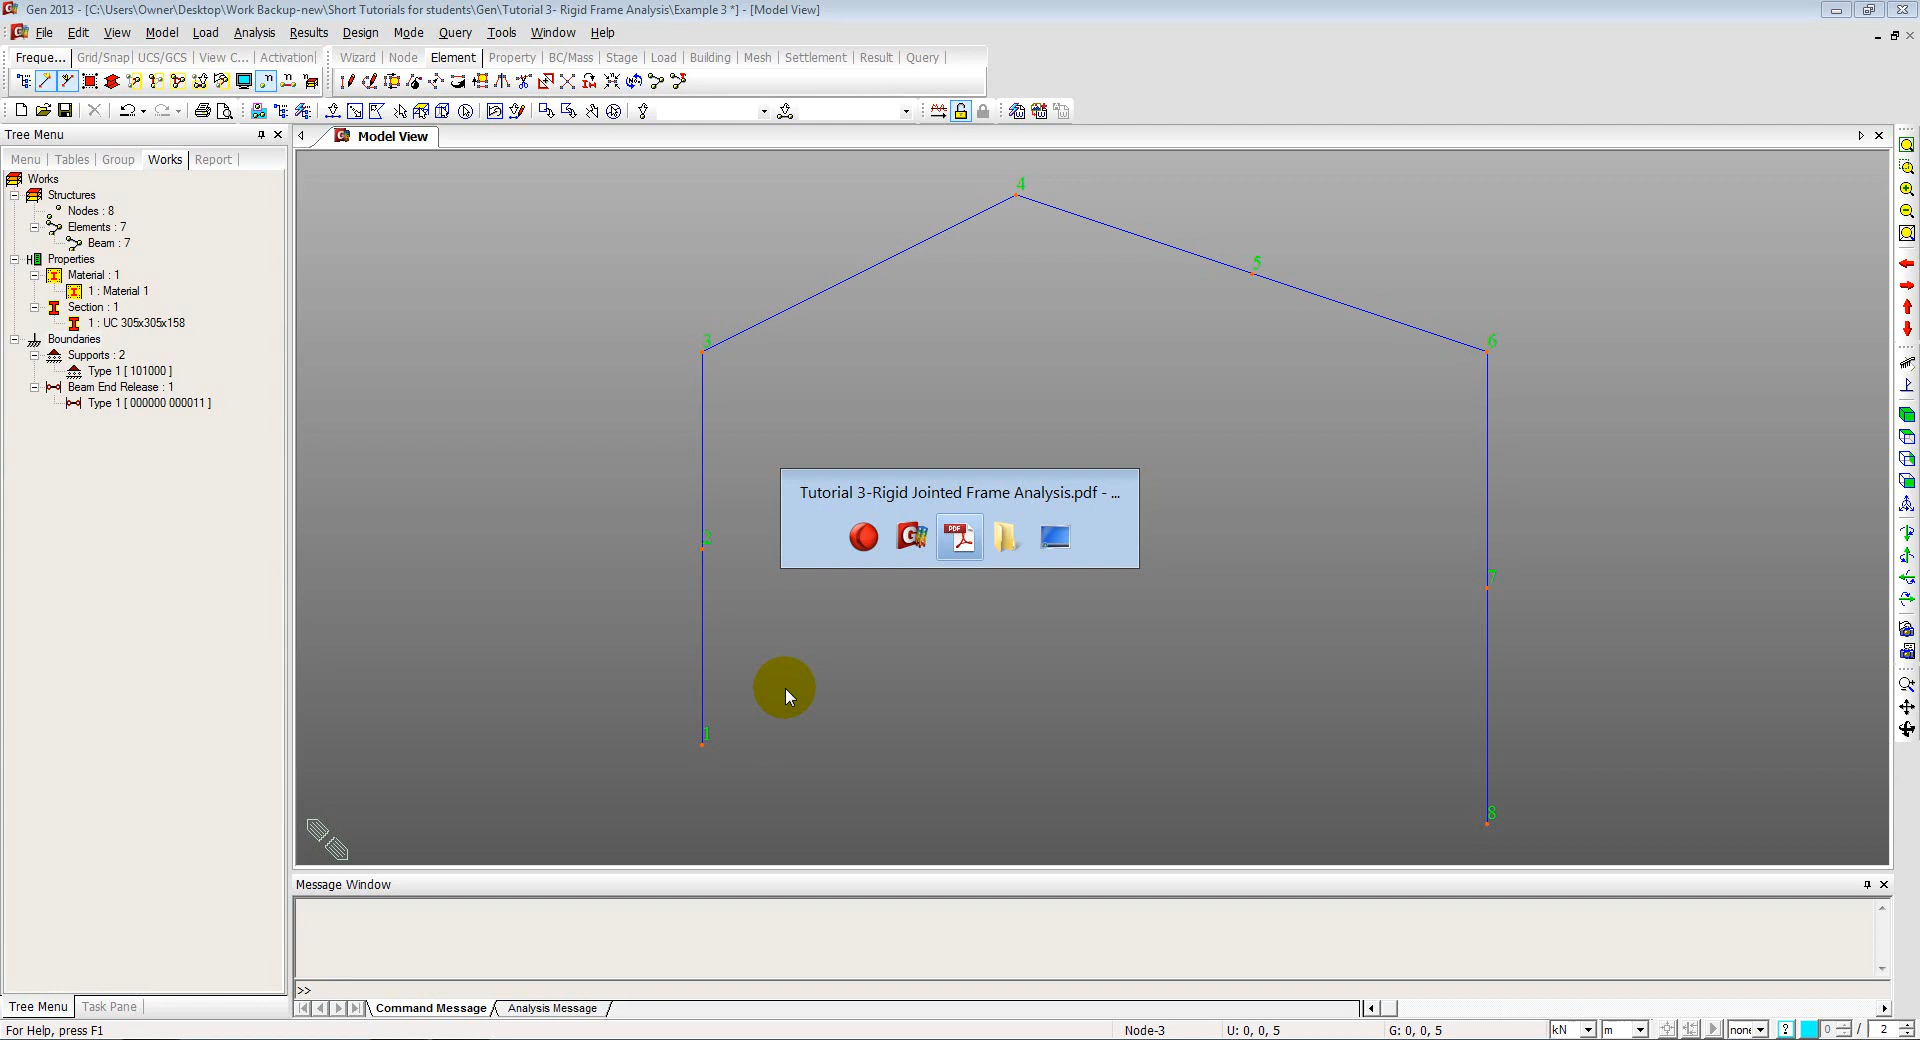 Gen 2013 - [C:\Users\Owner\Desktop\Work Backup-new\Short Tutorials for students\Gen\Tutorial 3- Rigid Frame Analysis\Example 3 *] - [Model View]
File Edit View Model Load Analysis Results Design Mode Query Tools Window Help
Freque... Grid/Snap UCS/GCS View C... Activation Wizard Node Element Property BC/Mass Stage Load Building Mesh Settlement Result Query
Tree Menu
Model View
Menu Tables Group Works Report
Works
Structures
Nodes : 8
Elements : 7
Beam : 7
Properties
Material : 1
1 : Material 1
Section : 1
1 : UC 305x305x158
Boundaries
Supports : 2
Type 1 [ 101000 ]
Beam End Release : 1
Type 1 [ 000000 000011 ]
4
5
3
6
Tutorial 3-Rigid Jointed Frame Analysis.pdf - ...
PDF
2
7
1
8
Message Window
>>
Tree Menu Task Pane
Command Message Analysis Message
For Help, press F1
Node-3
U: 0, 0, 5
G: 0, 0, 5
kN
m
none
?
0
/
2